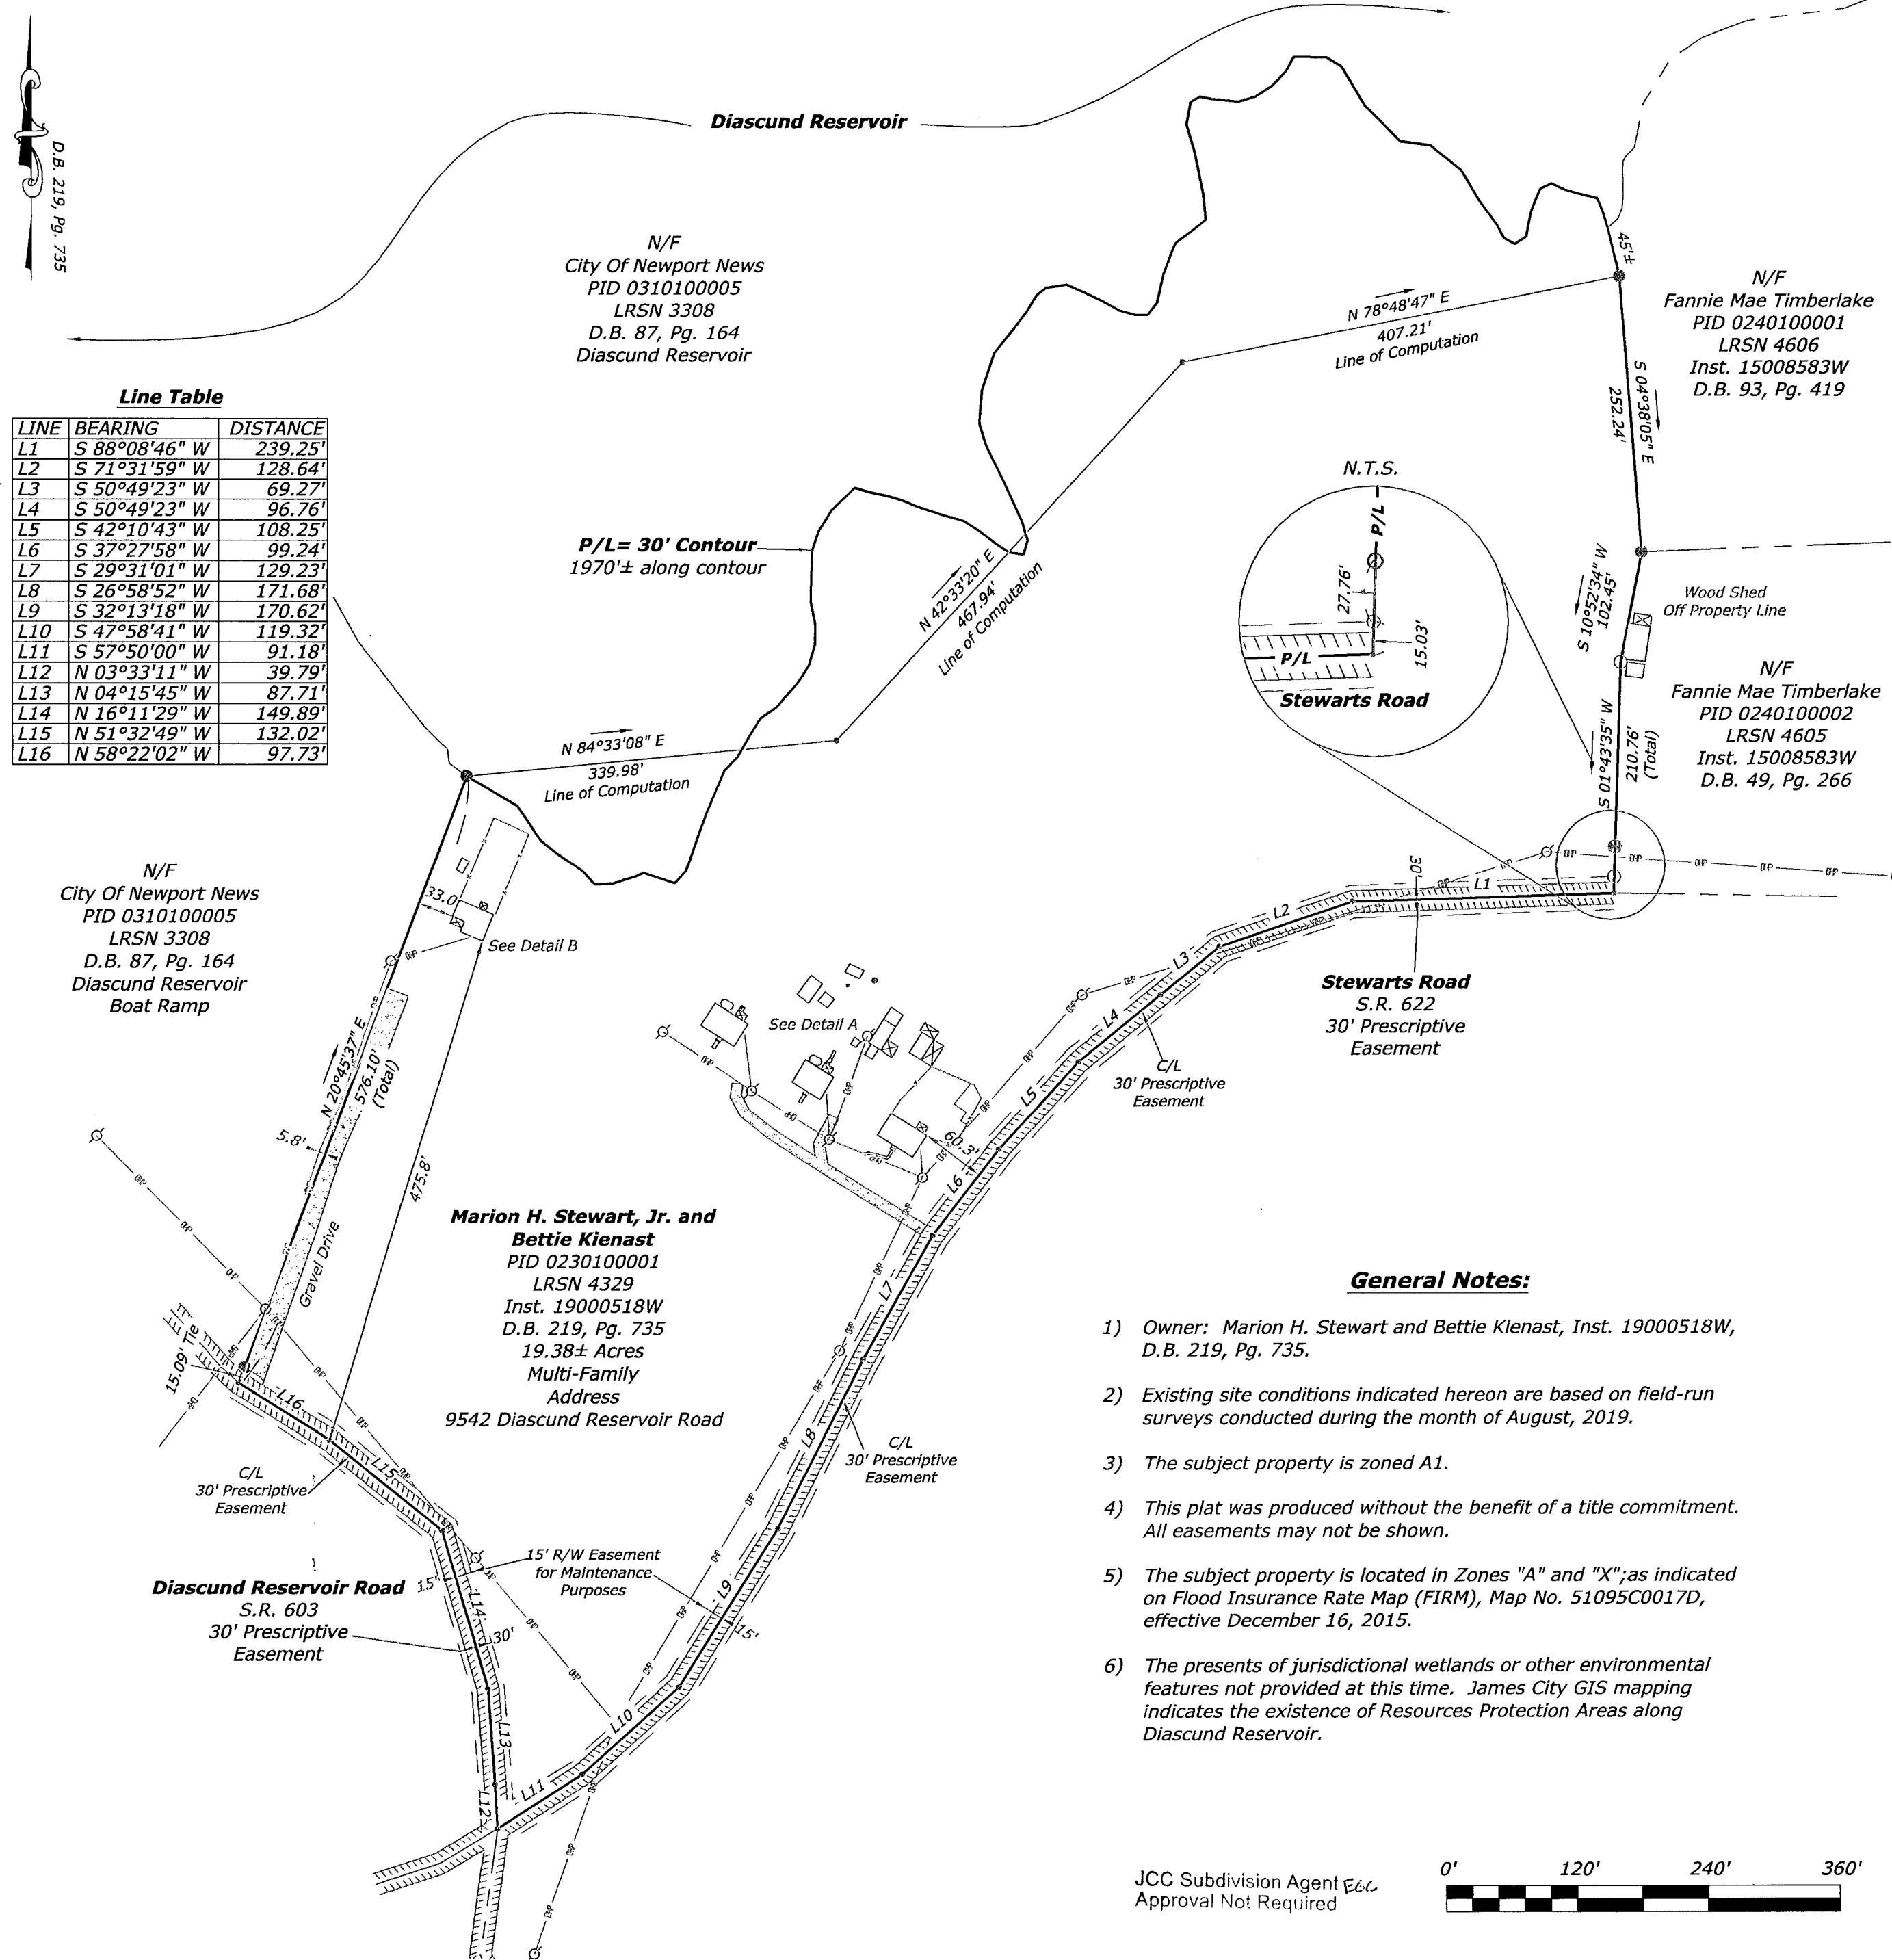 D.B. 219, Pg. 735
Diascund Reservoir
N/F
City Of Newport News
PID 0310100005
LRSN 3308
D.B. 87, Pg. 164
Diascund Reservoir
45'±
N/F
Fannie Mae Timberlake
PID 0240100001
LRSN 4606
Inst. 15008583W
D.B. 93, Pg. 419
N 78°48'47" E
407.21'
Line of Computation
S 04°38'05" E
252.24'
Line Table
LINE BEARING DISTANCE
L1 S 88°08'46" W 239.25'
L2 S 71°31'59" W 128.64'
L3 S 50°49'23" W 69.27'
L4 S 50°49'23" W 96.76'
L5 S 42°10'43" W 108.25'
L6 S 37°27'58" W 99.24'
L7 S 29°31'01" W 129.23'
L8 S 26°58'52" W 171.68'
L9 S 32°13'18" W 170.62'
L10 S 47°58'41" W 119.32'
L11 S 57°50'00" W 91.18'
L12 N 03°33'11" W 39.79'
L13 N 04°15'45" W 87.71'
L14 N 16°11'29" W 149.89'
L15 N 51°32'49" W 132.02'
L16 N 58°22'02" W 97.73'
P/L= 30' Contour
1970'± along contour
N 42°33'20" E
467.94'
Line of Computation
N.T.S.
P/L
27.76'
15.03'
P/L
Stewarts Road
S 10°52'34" W
102.45'
Wood Shed
Off Property Line
N/F
Fannie Mae Timberlake
PID 0240100002
LRSN 4605
Inst. 15008583W
D.B. 49, Pg. 266
S 01°43'35" W
210.76'
(Total)
N 84°33'08" E
339.98'
Line of Computation
N/F
City Of Newport News
PID 0310100005
LRSN 3308
D.B. 87, Pg. 164
Diascund Reservoir
Boat Ramp
33.0
See Detail B
N 20°45'37" E
576.10'
(Total)
5.8'
475.8'
Gravel Drive
15.09' Tie
See Detail A
60.3'
30'
L1
L2
L3
L4
L5
L6
L7
L8
L9
L10
L11
L12
L13
L14
L15
L16
OHP
Stewarts Road
S.R. 622
30' Prescriptive
Easement
C/L
30' Prescriptive
Easement
Marion H. Stewart, Jr. and
Bettie Kienast
PID 0230100001
LRSN 4329
Inst. 19000518W
D.B. 219, Pg. 735
19.38± Acres
Multi-Family
Address
9542 Diascund Reservoir Road
C/L
30' Prescriptive
Easement
C/L
30' Prescriptive
Easement
15' R/W Easement
for Maintenance
Purposes
15'
15'
30'
Diascund Reservoir Road
S.R. 603
30' Prescriptive
Easement
General Notes:
1) Owner: Marion H. Stewart and Bettie Kienast, Inst. 19000518W,
D.B. 219, Pg. 735.
2) Existing site conditions indicated hereon are based on field-run
surveys conducted during the month of August, 2019.
3) The subject property is zoned A1.
4) This plat was produced without the benefit of a title commitment.
All easements may not be shown.
5) The subject property is located in Zones "A" and "X";as indicated
on Flood Insurance Rate Map (FIRM), Map No. 51095C0017D,
effective December 16, 2015.
6) The presents of jurisdictional wetlands or other environmental
features not provided at this time. James City GIS mapping
indicates the existence of Resources Protection Areas along
Diascund Reservoir.
JCC Subdivision Agent
Approval Not Required
0' 120' 240' 360'